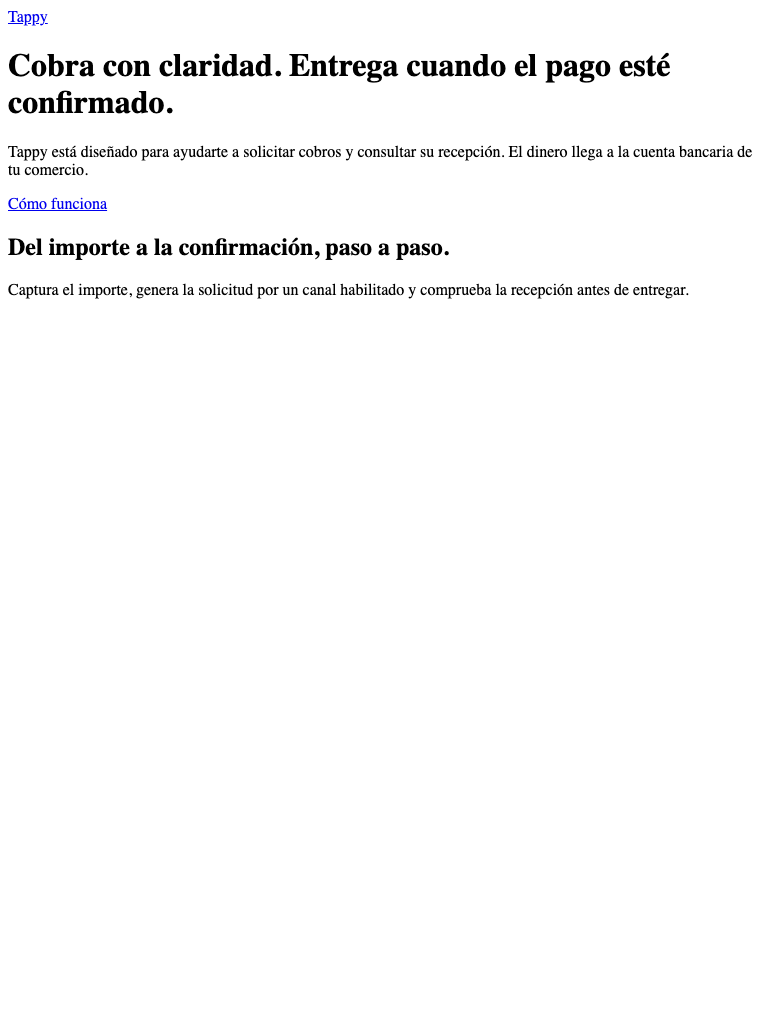 Tappy
Cobra con claridad. Entrega cuando el pago esté
confirmado.
Tappy está diseñado para ayudarte a solicitar cobros y consultar su recepción. El dinero llega a la cuenta bancaria de
tu comercio.
Cómo funciona
Del importe a la confirmación, paso a paso.
Captura el importe, genera la solicitud por un canal habilitado y comprueba la recepción antes de entregar.